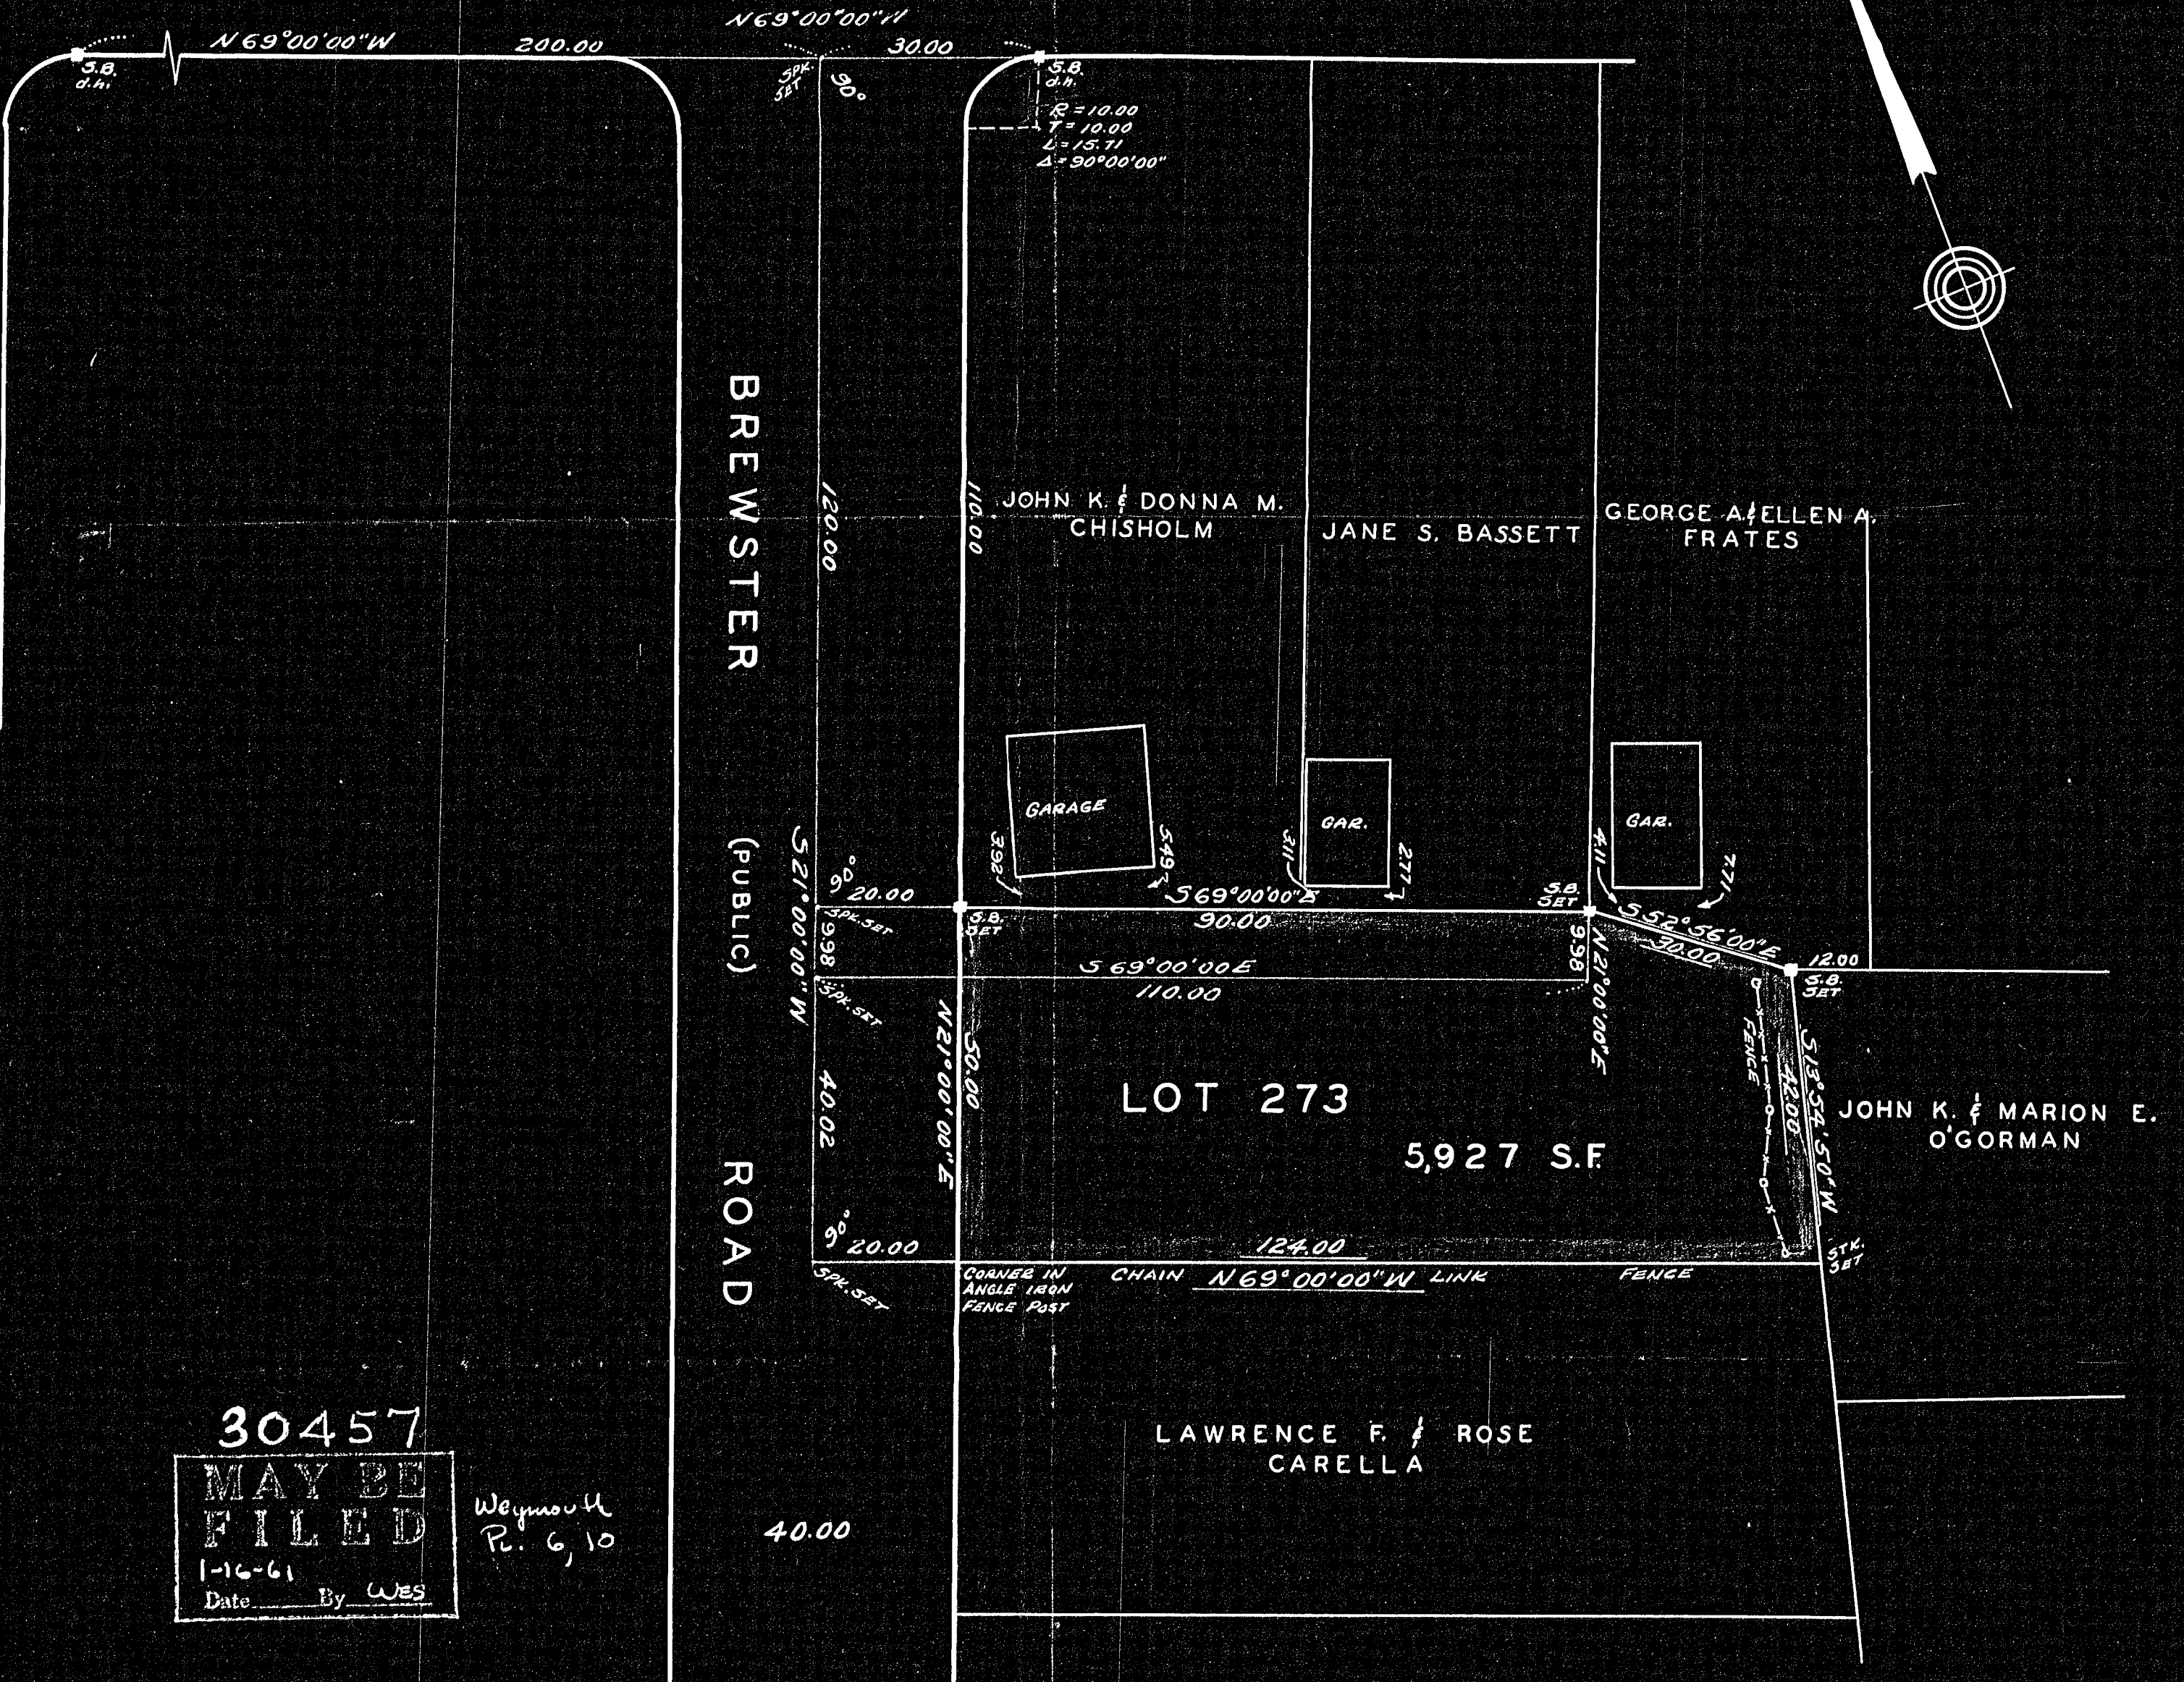 N69°00'00"W
N69°00'00"W
200.00
30.00
S.B.
d.h.
SPK.
SET
90°
S.B.
d.h.
R=10.00
T=10.00
L=15.71
Δ=90°00'00"
BREWSTER
(PUBLIC)
ROAD
120.00
110.00
JOHN K. & DONNA M.
CHISHOLM
JANE S. BASSETT
GEORGE A. & ELLEN A.
FRATES
GARAGE
GAR.
GAR.
3.92
5.49
3.11
2.77
4.11
7.71
S21°00'00"W
90°
20.00
SPK. SET
S.B.
SET
S69°00'00"E
90.00
S.B.
SET
S52°56'00"E
30.00
12.00
S.B.
SET
9.98
S69°00'00E
110.00
9.98
N21°00'00"E
SPK. SET
N21°00'00"E
50.00
40.02
LOT 273
5,927 S.F.
FENCE
42.00
S13°54'50"W
JOHN K. & MARION E.
O'GORMAN
90°
20.00
SPK. SET
124.00
STK.
SET
CORNER IN
ANGLE IRON
FENCE POST
CHAIN N69°00'00"W LINK FENCE
LAWRENCE F. & ROSE
CARELLA
40.00
30457
MAY BE
FILED
1-16-61
Date By WES
Weymouth
PL. 6, 10